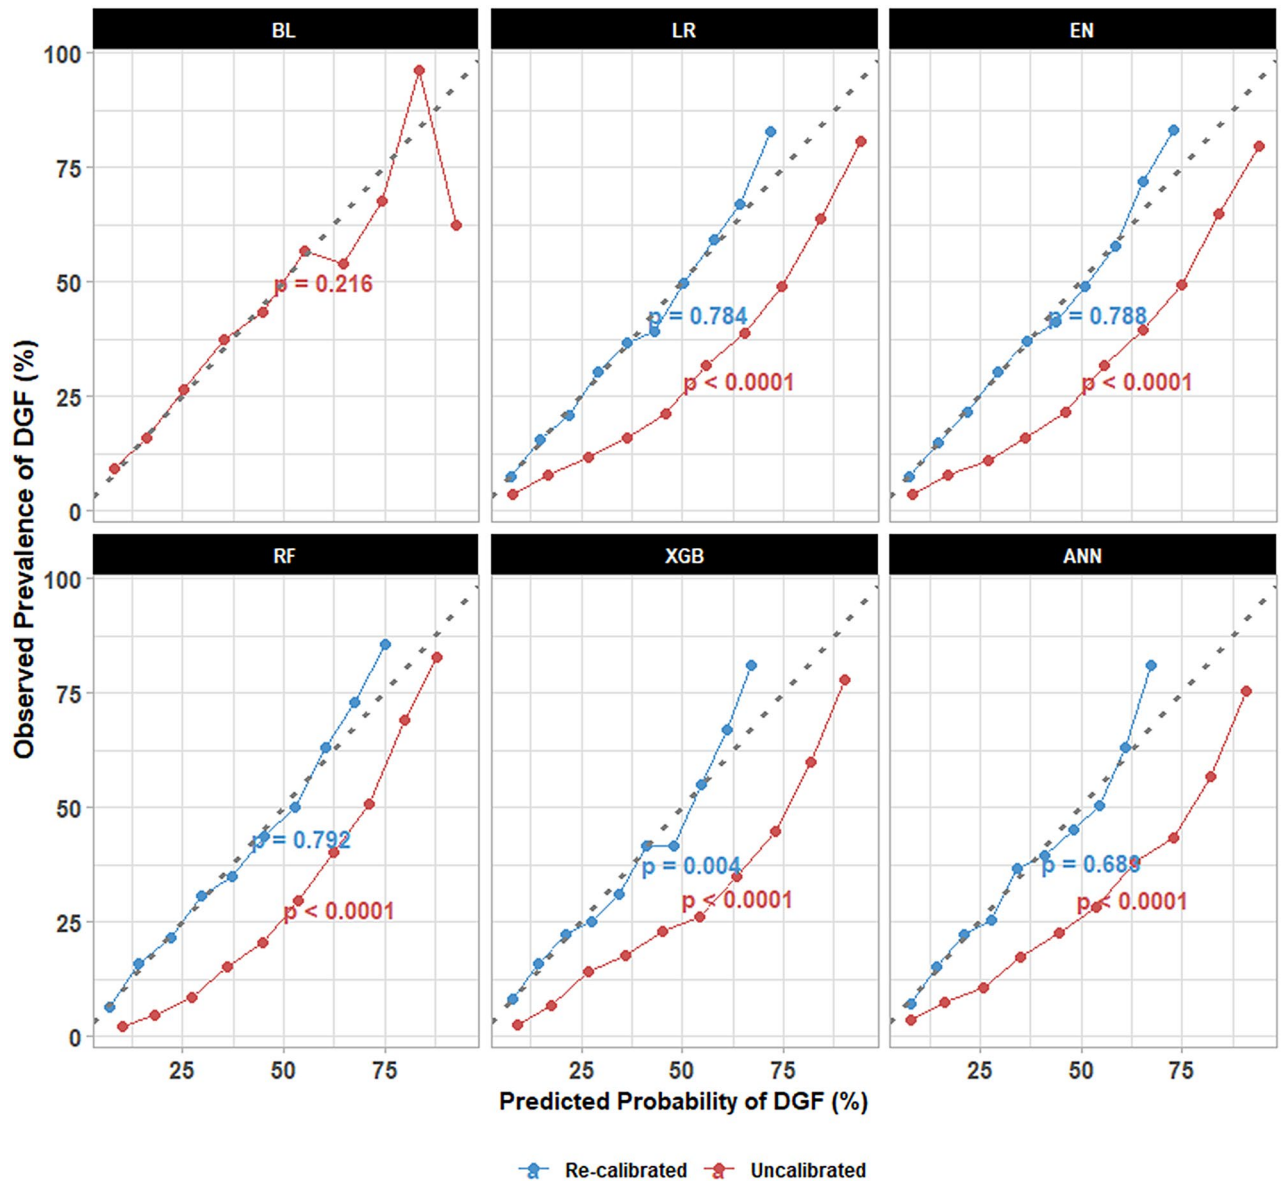 BL LR EN
100
75
50
25
0
p = 0.216
p = 0.784
p < 0.0001
p = 0.788
p < 0.0001
RF XGB ANN
100
75
50
25
0
p = 0.792
p < 0.0001
p = 0.004
p < 0.0001
p = 0.689
p < 0.0001
25 50 75 25 50 75 25 50 75
Observed Prevalence of DGF (%)
Predicted Probability of DGF (%)
a Re-calibrated a Uncalibrated